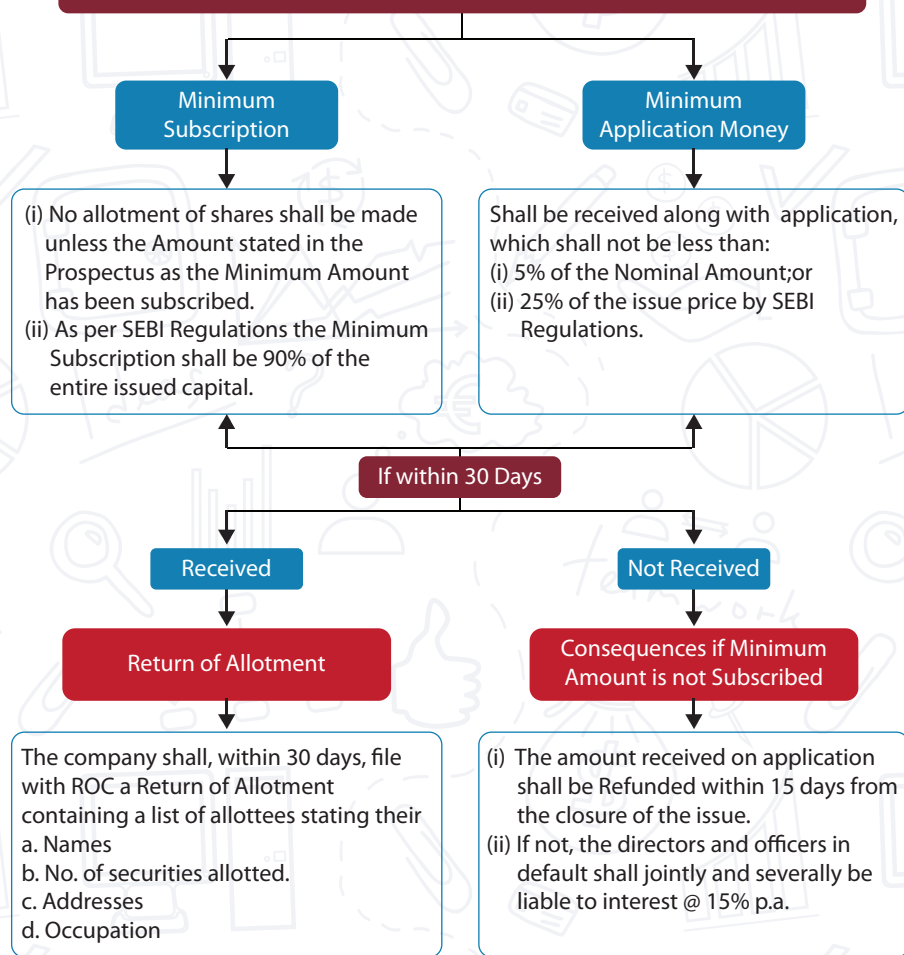 Minimum
Subscription
Minimum
Application Money
(i) No allotment of shares shall be made
unless the Amount stated in the
Prospectus as the Minimum Amount
has been subscribed.
(ii) As per SEBI Regulations the Minimum
Subscription shall be 90% of the
entire issued capital.
Shall be received along with application,
which shall not be less than:
(i) 5% of the Nominal Amount;or
(ii) 25% of the issue price by SEBI
Regulations.
If within 30 Days
Received
Not Received
Return of Allotment
Consequences if Minimum
Amount is not Subscribed
The company shall, within 30 days, file
with ROC a Return of Allotment
containing a list of allottees stating their
a. Names
b. No. of securities allotted.
c. Addresses
d. Occupation
(i) The amount received on application
shall be Refunded within 15 days from
the closure of the issue.
(ii) If not, the directors and officers in
default shall jointly and severally be
liable to interest @ 15% p.a.
Teamwork